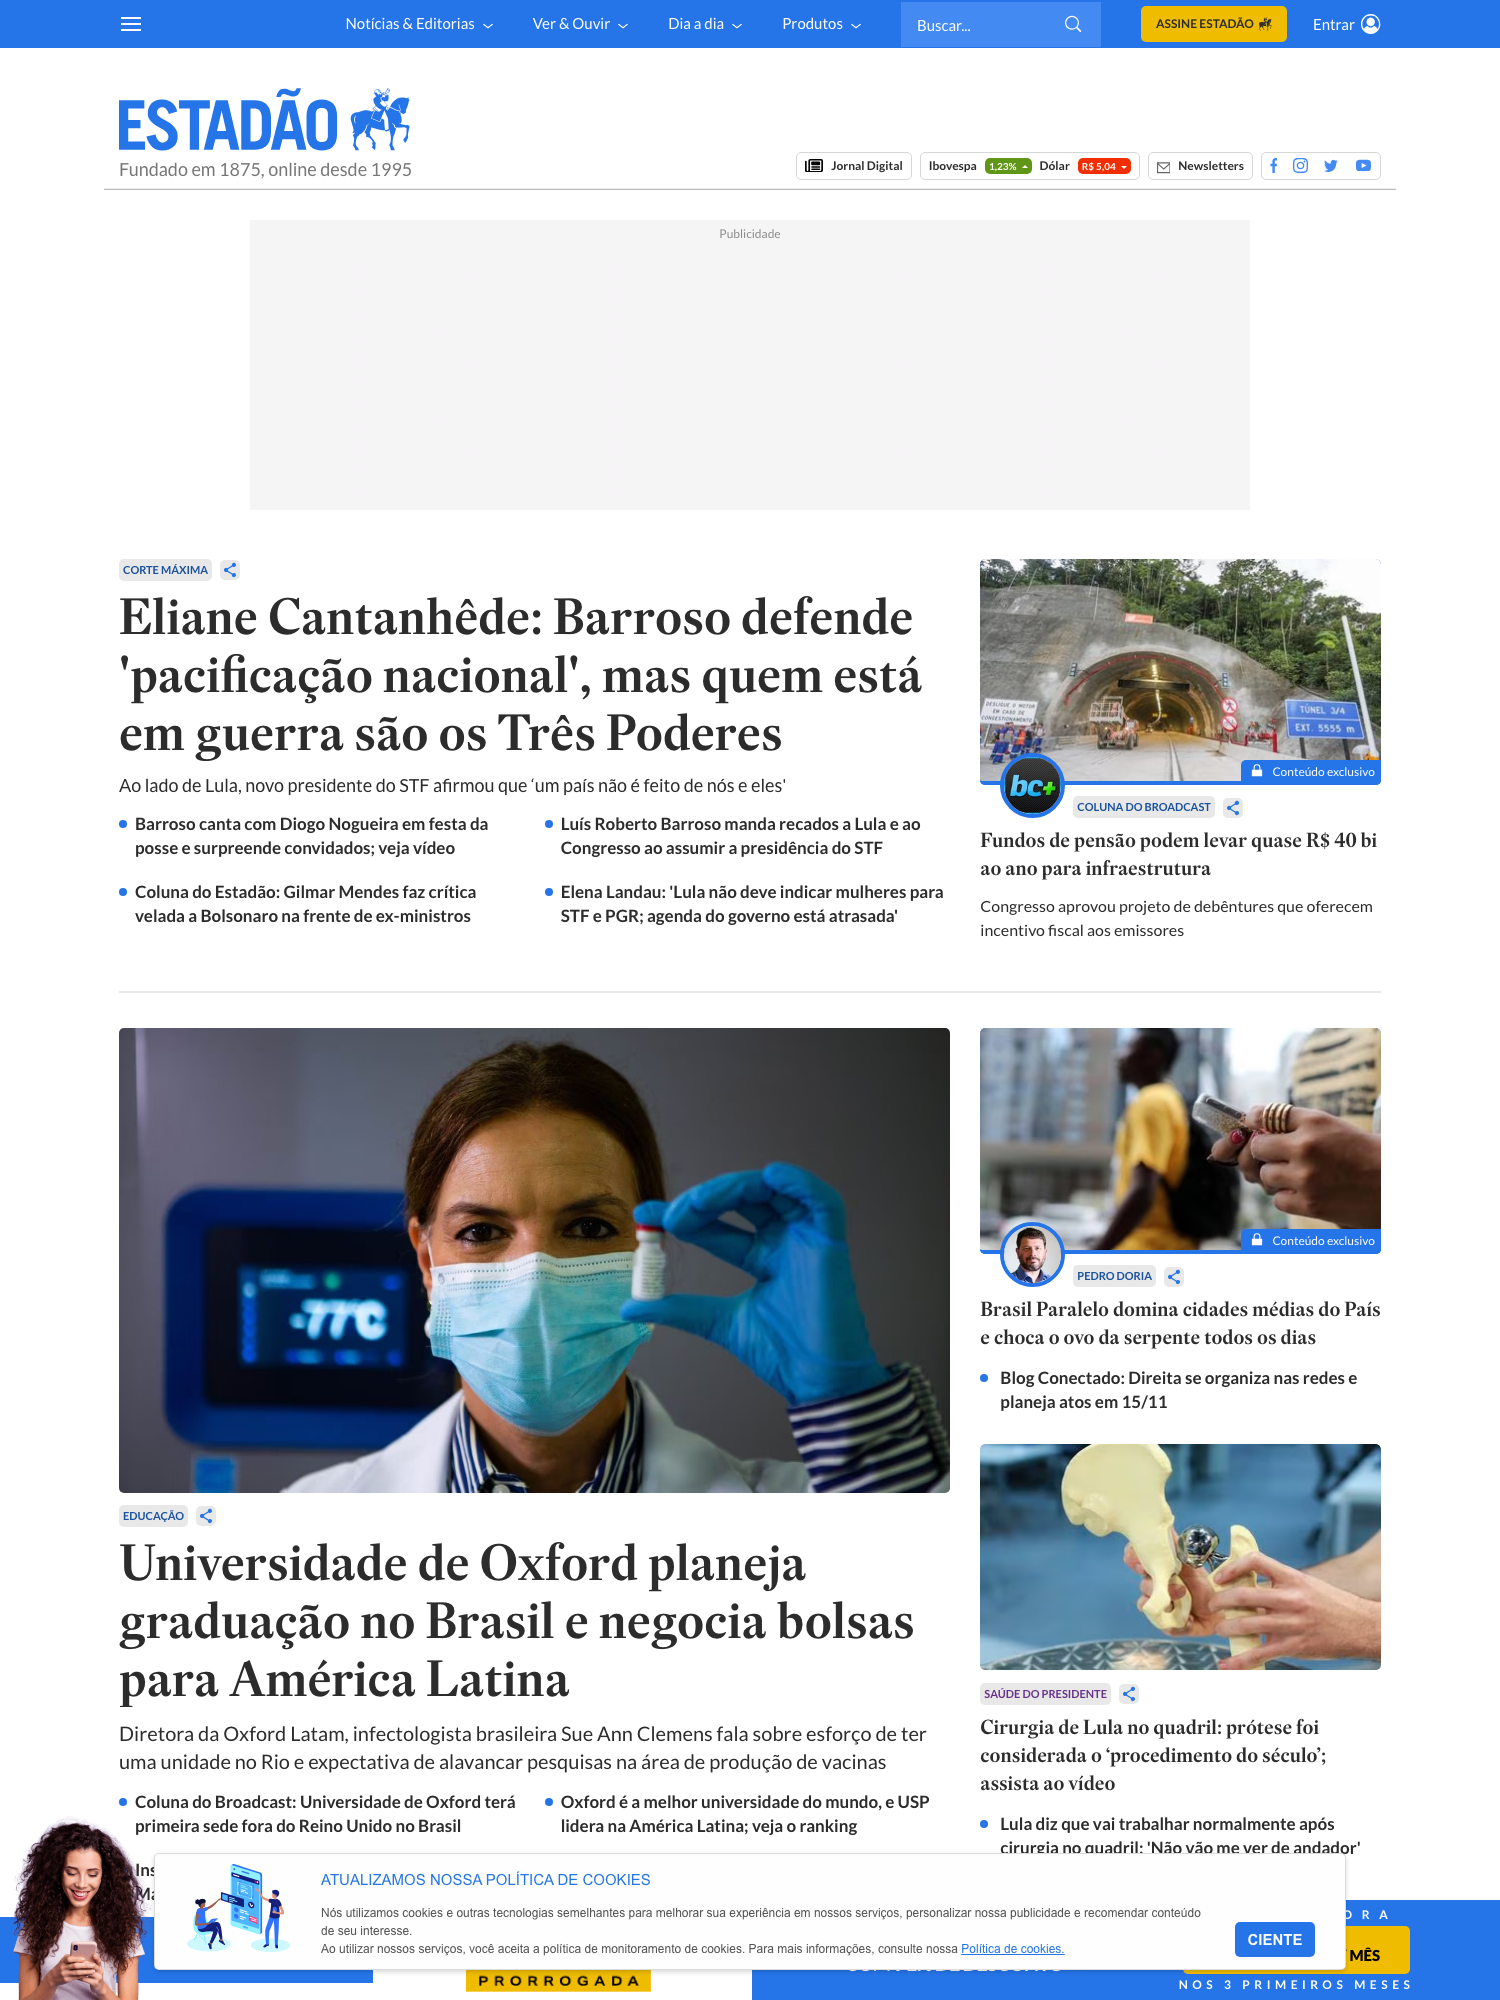 Notícias & Editorias
Ver & Ouvir
Dia a dia
Produtos
Buscar...
ASSINE ESTADÃO
Entrar
ESTADÃO
Fundado em 1875, online desde 1995
Jornal Digital
Ibovespa 1,23% Dólar R$ 5,04
Newsletters
Publicidade
CORTE MÁXIMA
Eliane Cantanhêde: Barroso defende
'pacificação nacional', mas quem está
em guerra são os Três Poderes
Ao lado de Lula, novo presidente do STF afirmou que ‘um país não é feito de nós e eles'
Barroso canta com Diogo Nogueira em festa da
posse e surpreende convidados; veja vídeo
Luís Roberto Barroso manda recados a Lula e ao
Congresso ao assumir a presidência do STF
Coluna do Estadão: Gilmar Mendes faz crítica
velada a Bolsonaro na frente de ex-ministros
Elena Landau: 'Lula não deve indicar mulheres para
STF e PGR; agenda do governo está atrasada'
DESLIGUE O MOTOR
EM CASO DE
CONGESTIONAMENTO
TÚNEL 3/4
EXT. 5555 m
Conteúdo exclusivo
bc+
COLUNA DO BROADCAST
Fundos de pensão podem levar quase R$ 40 bi
ao ano para infraestrutura
Congresso aprovou projeto de debêntures que oferecem
incentivo fiscal aos emissores
-77°C
EDUCAÇÃO
Universidade de Oxford planeja
graduação no Brasil e negocia bolsas
para América Latina
Diretora da Oxford Latam, infectologista brasileira Sue Ann Clemens fala sobre esforço de ter
uma unidade no Rio e expectativa de alavancar pesquisas na área de produção de vacinas
Coluna do Broadcast: Universidade de Oxford terá
primeira sede fora do Reino Unido no Brasil
Oxford é a melhor universidade do mundo, e USP
lidera na América Latina; veja o ranking
Conteúdo exclusivo
PEDRO DORIA
Brasil Paralelo domina cidades médias do País
e choca o ovo da serpente todos os dias
Blog Conectado: Direita se organiza nas redes e
planeja atos em 15/11
SAÚDE DO PRESIDENTE
Cirurgia de Lula no quadril: prótese foi
considerada o ‘procedimento do século’;
assista ao vídeo
Lula diz que vai trabalhar normalmente após
cirurgia no quadril: 'Não vão me ver de andador'
ATUALIZAMOS NOSSA POLÍTICA DE COOKIES
Nós utilizamos cookies e outras tecnologias semelhantes para melhorar sua experiência em nossos serviços, personalizar nossa publicidade e recomendar conteúdo
de seu interesse.
Ao utilizar nossos serviços, você aceita a política de monitoramento de cookies. Para mais informações, consulte nossa Política de cookies.
CIENTE
PRORROGADA
MÊS
NOS 3 PRIMEIROS MESES